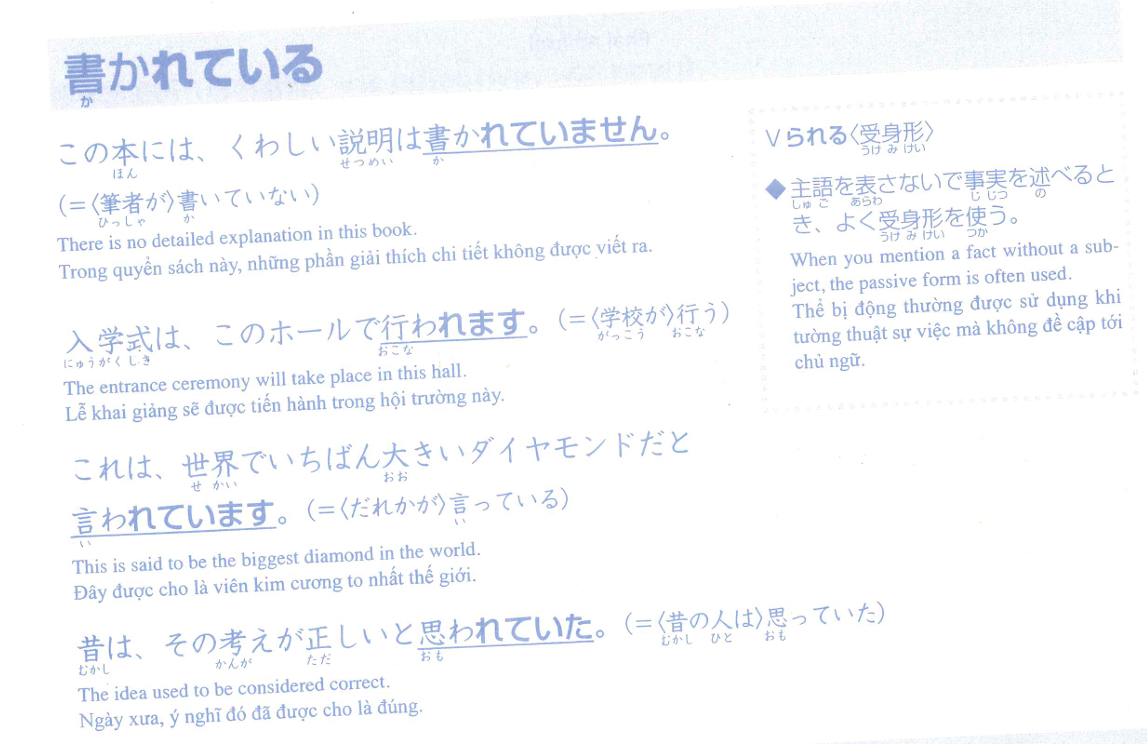 書かれている
か
この本には、くわしい説明は書かれていません。
ほん せつめい か
(=〈筆者が〉書いていない)
ひっしゃ か
There is no detailed explanation in this book.
Trong quyển sách này, những phần giải thích chi tiết không được viết ra.
入学式は、このホールで行われます。(=〈学校が〉行う)
にゅうがくしき おこな がっこう おこな
The entrance ceremony will take place in this hall.
Lễ khai giảng sẽ được tiến hành trong hội trường này.
これは、世界でいちばん大きいダイヤモンドだと
せ かい おお
言われています。(=〈だれかが〉言っている)
い い
This is said to be the biggest diamond in the world.
Đây được cho là viên kim cương to nhất thế giới.
昔は、その考えが正しいと思われていた。(=〈昔の人は〉思っていた)
むかし かんが ただ おも むかし ひと おも
The idea used to be considered correct.
Ngày xưa, ý nghĩ đó đã được cho là đúng.
Vられる〈受身形〉
うけ み けい
◆ 主語を表さないで事実を述べると
しゅ ご あらわ じ じつ の
き、よく受身形を使う。
うけ み けい つか
When you mention a fact without a sub-
ject, the passive form is often used.
Thể bị động thường được sử dụng khi
tường thuật sự việc mà không đề cập tới
chủ ngữ.